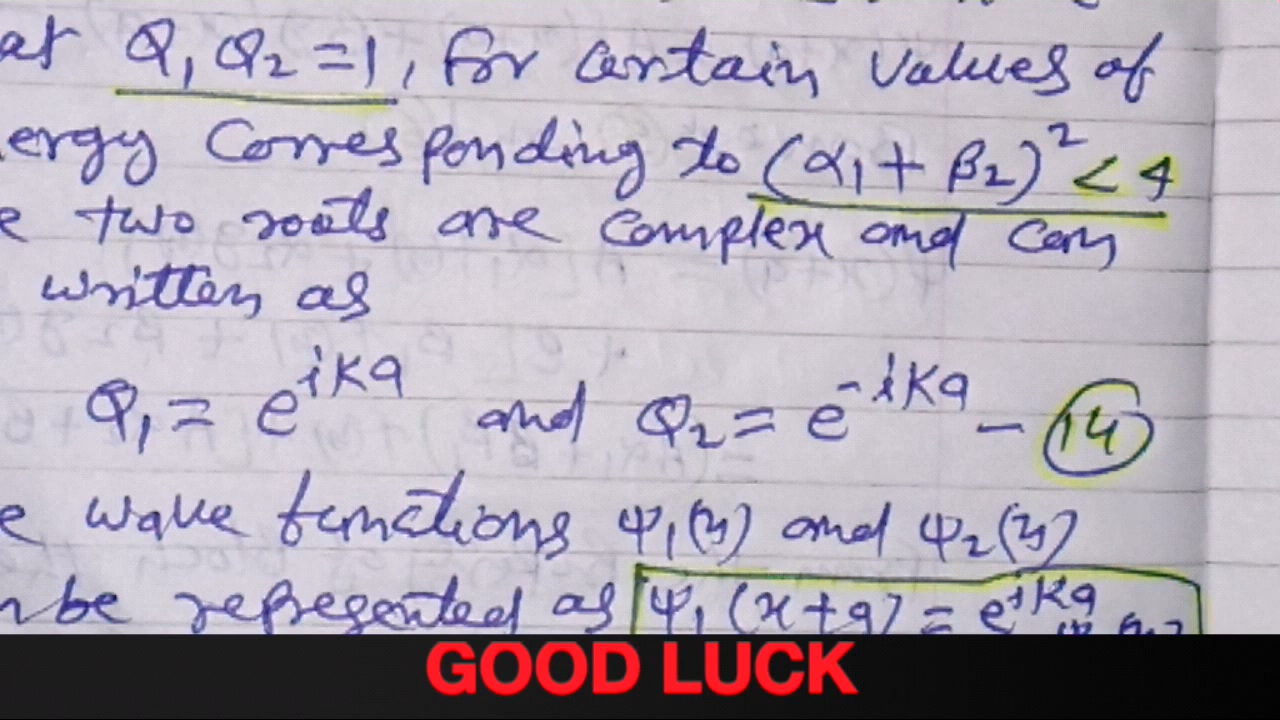 at Q₁ Q₂ = 1, for certain values of
ergy corresponding to (α₁ + β₂)² < 4
e two roots are complex and can
written as
Q₁ = e^{iKa} and Q₂ = e^{-iKa} - (14)
e wave functions ψ₁(x) and ψ₂(x)
n be represented as ψ₁(x+a) = e^{iKa}
GOOD LUCK